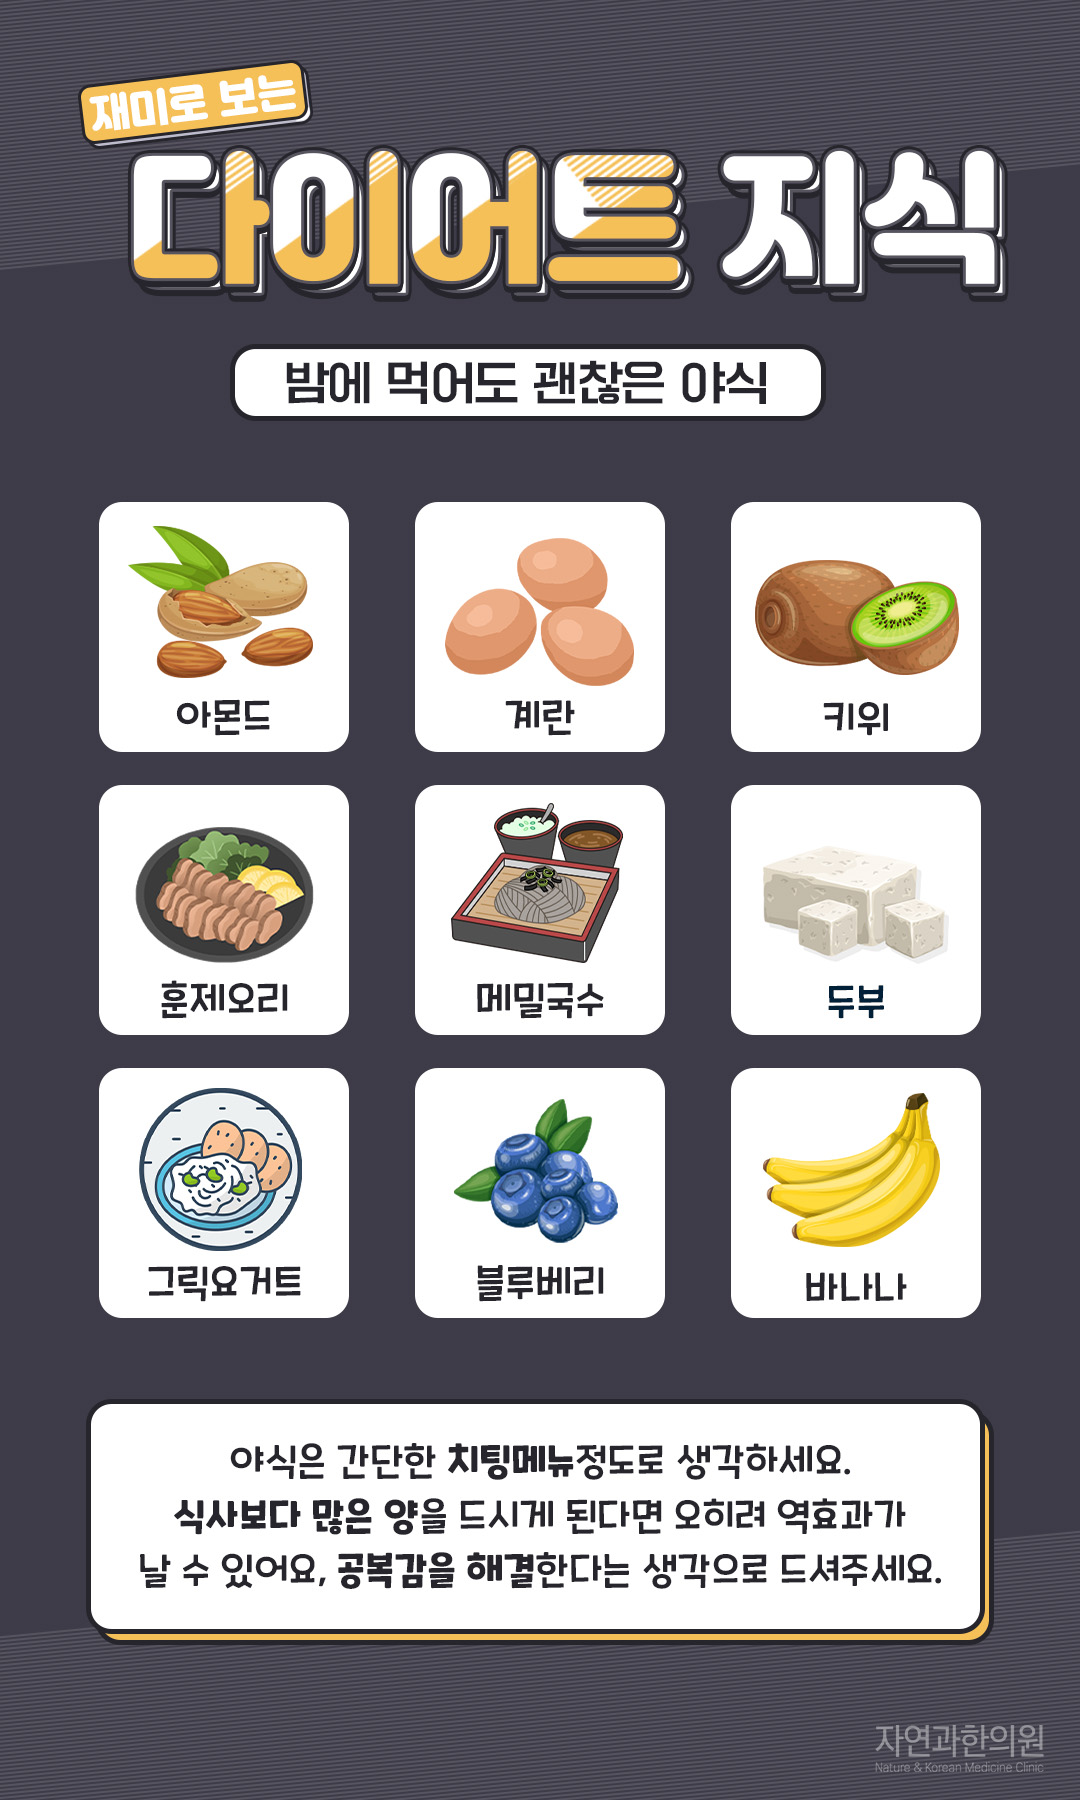 재미로 보는
다이어트 지식
밤에 먹어도 괜찮은 야식
아몬드
계란
키위
훈제오리
메밀국수
두부
그릭요거트
블루베리
바나나
야식은 간단한 치팅메뉴정도로 생각하세요.
식사보다 많은 양을 드시게 된다면 오히려 역효과가
날 수 있어요, 공복감을 해결한다는 생각으로 드셔주세요.
자연과한의원
Nature & Korean Medicine Clinic